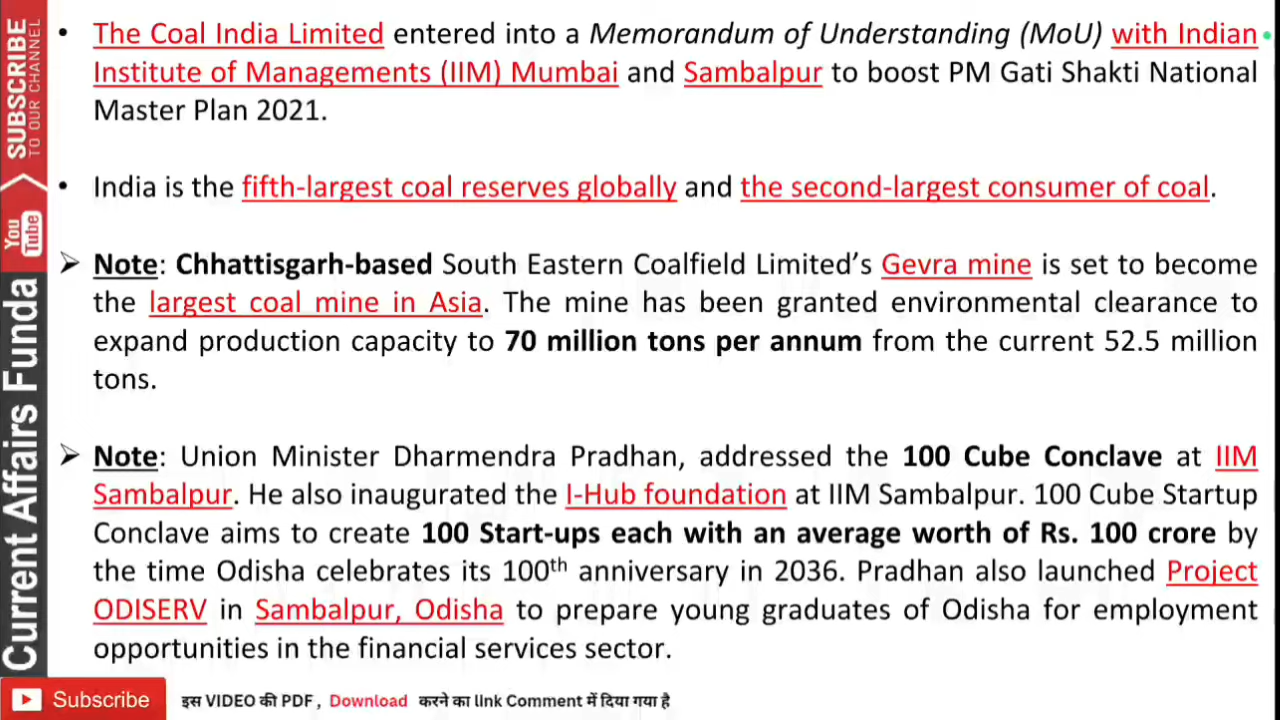 • The Coal India Limited entered into a Memorandum of Understanding (MoU) with Indian
Institute of Managements (IIM) Mumbai and Sambalpur to boost PM Gati Shakti National
Master Plan 2021.
• India is the fifth-largest coal reserves globally and the second-largest consumer of coal.
➢ Note: Chhattisgarh-based South Eastern Coalfield Limited's Gevra mine is set to become
the largest coal mine in Asia. The mine has been granted environmental clearance to
expand production capacity to 70 million tons per annum from the current 52.5 million
tons.
➢ Note: Union Minister Dharmendra Pradhan, addressed the 100 Cube Conclave at IIM
Sambalpur. He also inaugurated the I-Hub foundation at IIM Sambalpur. 100 Cube Startup
Conclave aims to create 100 Start-ups each with an average worth of Rs. 100 crore by
the time Odisha celebrates its 100th anniversary in 2036. Pradhan also launched Project
ODISERV in Sambalpur, Odisha to prepare young graduates of Odisha for employment
opportunities in the financial services sector.
SUBSCRIBE
TO OUR CHANNEL
You
Tube
Current Affairs Funda
Subscribe
इस VIDEO की PDF , Download करने का lInk Comment में दिया गया है